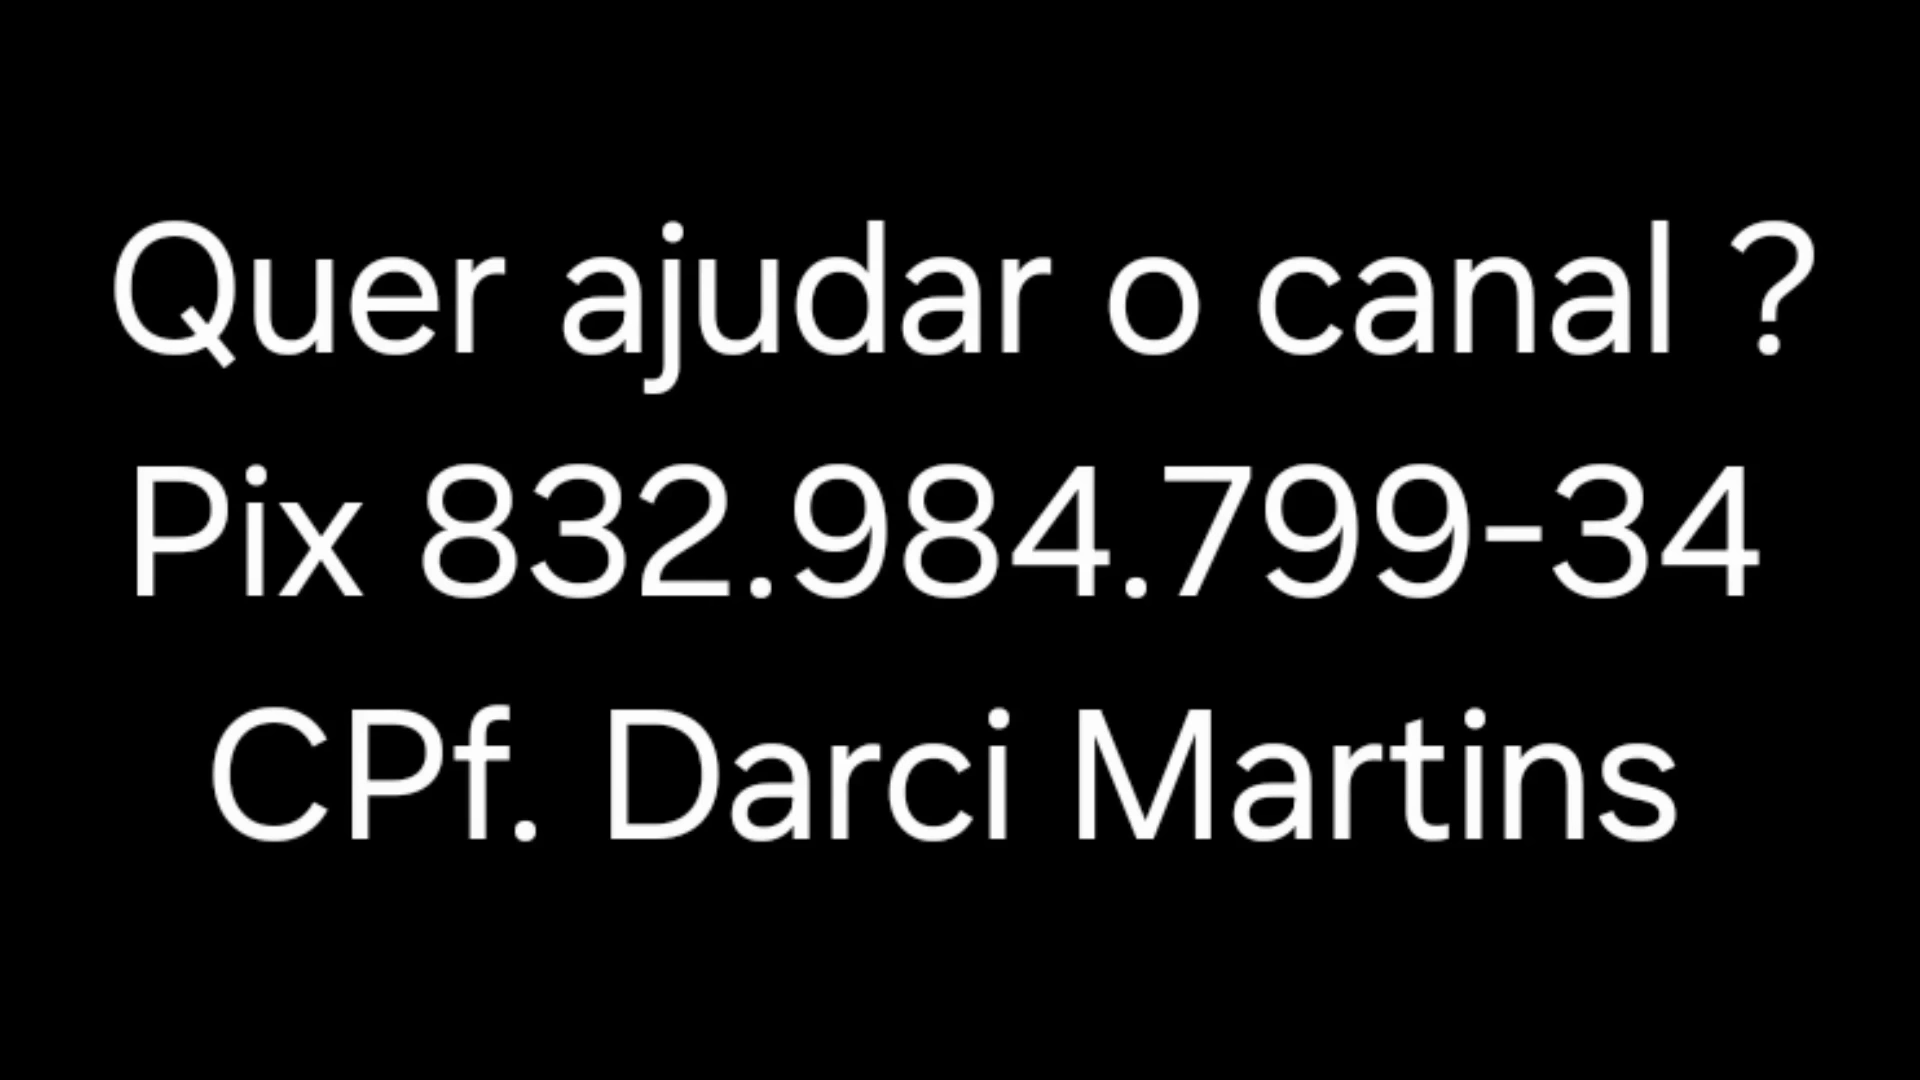 Quer ajudar o canal ?
Pix 832.984.799-34
CPf. Darci Martins